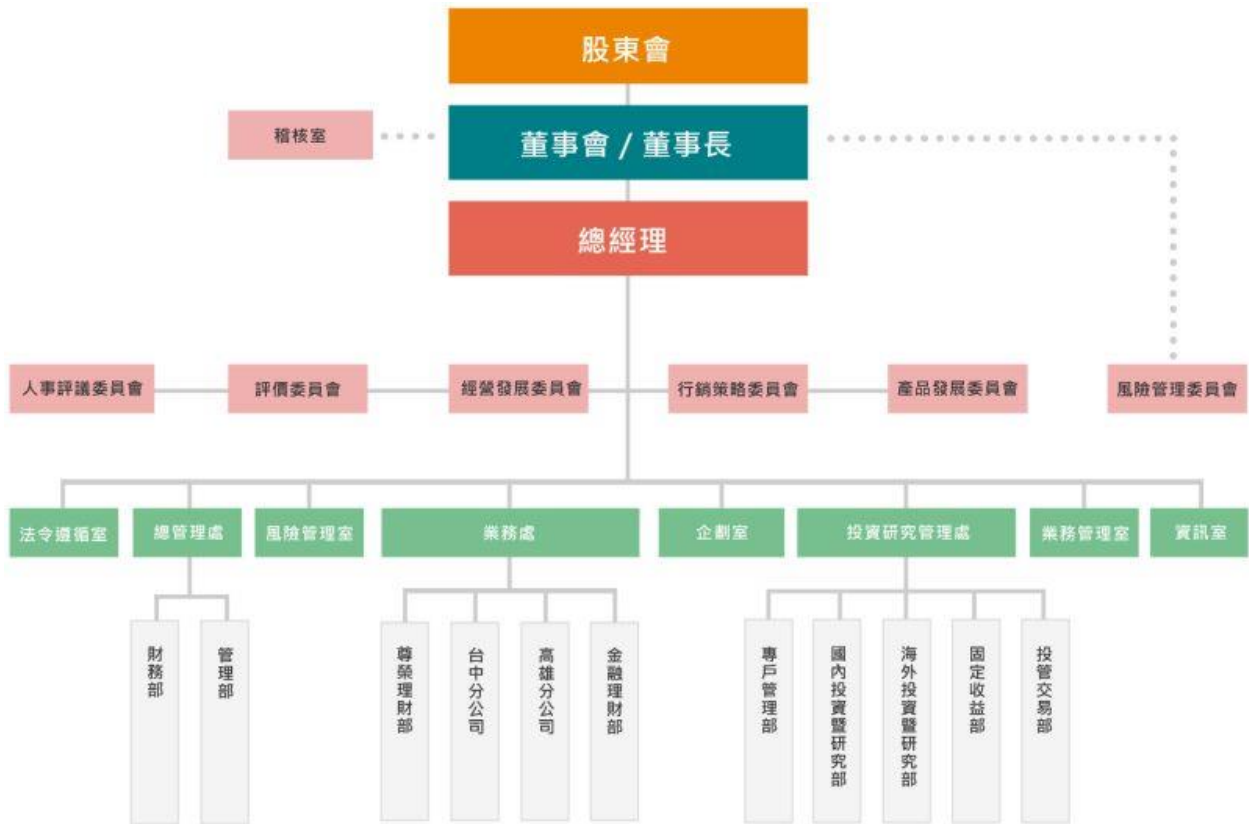 股東會
稽核室
董事會 / 董事長
總經理
人事評議委員會
評價委員會
經營發展委員會
行銷策略委員會
產品發展委員會
風險管理委員會
法令遵循室
總管理處
風險管理室
業務處
企劃室
投資研究管理處
業務管理室
資訊室
財務部
管理部
尊榮理財部
台中分公司
高雄分公司
金融理財部
專戶管理部
國內投資暨研究部
海外投資暨研究部
固定收益部
投管交易部